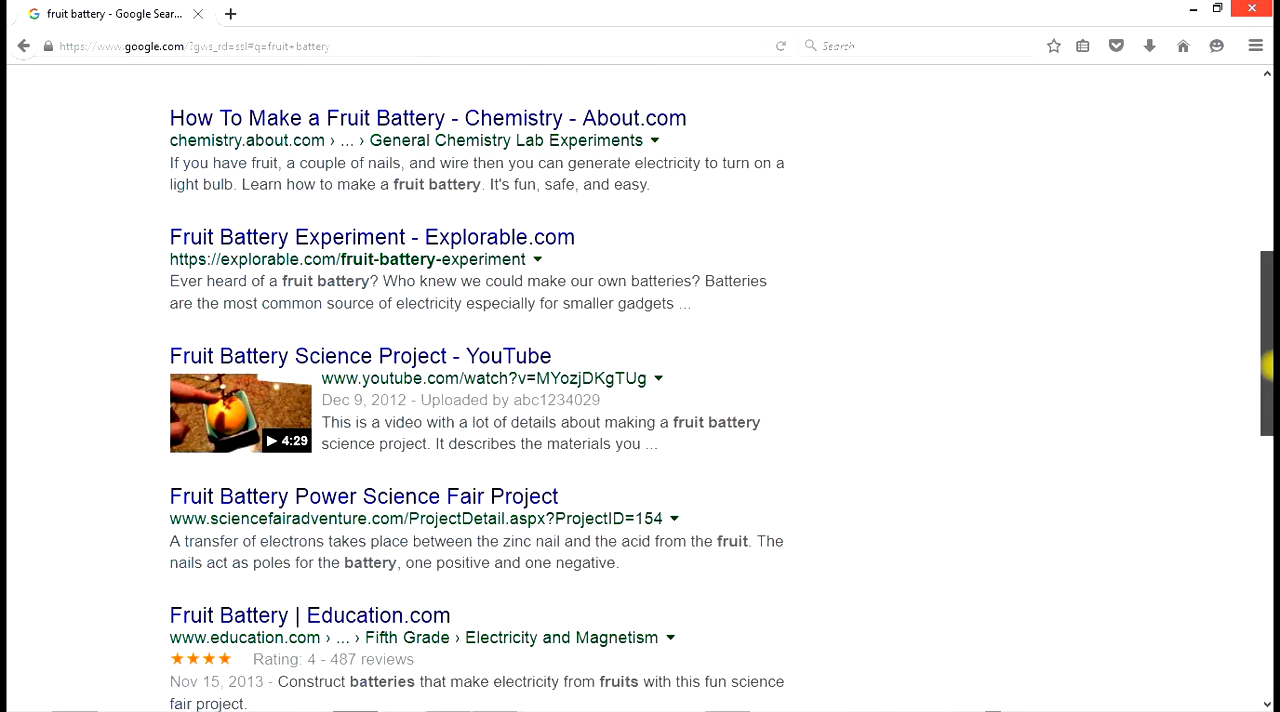 fruit battery - Google Sear...
https://www.google.com/?gws_rd=ssl#q=fruit+battery
Search
How To Make a Fruit Battery - Chemistry - About.com
chemistry.about.com › ... › General Chemistry Lab Experiments
If you have fruit, a couple of nails, and wire then you can generate electricity to turn on a
light bulb. Learn how to make a fruit battery. It's fun, safe, and easy.
Fruit Battery Experiment - Explorable.com
https://explorable.com/fruit-battery-experiment
Ever heard of a fruit battery? Who knew we could make our own batteries? Batteries
are the most common source of electricity especially for smaller gadgets ...
Fruit Battery Science Project - YouTube
www.youtube.com/watch?v=MYozjDKgTUg
Dec 9, 2012 - Uploaded by abc1234029
This is a video with a lot of details about making a fruit battery
science project. It describes the materials you ...
4:29
Fruit Battery Power Science Fair Project
www.sciencefairadventure.com/ProjectDetail.aspx?ProjectID=154
A transfer of electrons takes place between the zinc nail and the acid from the fruit. The
nails act as poles for the battery, one positive and one negative.
Fruit Battery | Education.com
www.education.com › ... › Fifth Grade › Electricity and Magnetism
Rating: 4 - 487 reviews
Nov 15, 2013 - Construct batteries that make electricity from fruits with this fun science
fair project.